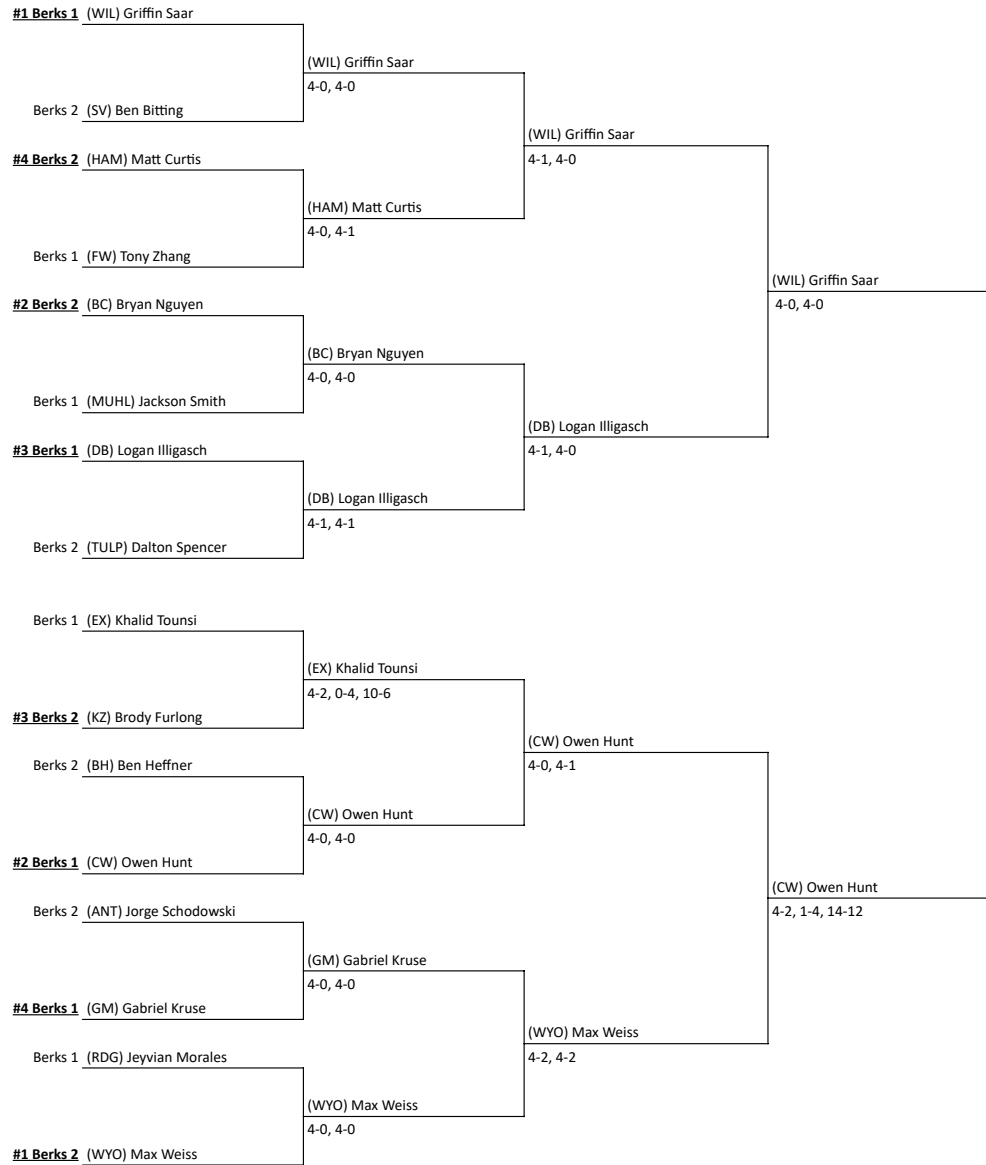 #1 Berks 1 (WIL) Griffin Saar
(WIL) Griffin Saar
4-0, 4-0
Berks 2 (SV) Ben Bitting
(WIL) Griffin Saar
4-1, 4-0
#4 Berks 2 (HAM) Matt Curtis
(HAM) Matt Curtis
4-0, 4-1
Berks 1 (FW) Tony Zhang
(WIL) Griffin Saar
4-0, 4-0
#2 Berks 2 (BC) Bryan Nguyen
(BC) Bryan Nguyen
4-0, 4-0
Berks 1 (MUHL) Jackson Smith
(DB) Logan Illigasch
4-1, 4-0
#3 Berks 1 (DB) Logan Illigasch
(DB) Logan Illigasch
4-1, 4-1
Berks 2 (TULP) Dalton Spencer
Berks 1 (EX) Khalid Tounsi
(EX) Khalid Tounsi
4-2, 0-4, 10-6
#3 Berks 2 (KZ) Brody Furlong
(CW) Owen Hunt
4-0, 4-1
Berks 2 (BH) Ben Heffner
(CW) Owen Hunt
4-0, 4-0
#2 Berks 1 (CW) Owen Hunt
(CW) Owen Hunt
4-2, 1-4, 14-12
Berks 2 (ANT) Jorge Schodowski
(GM) Gabriel Kruse
4-0, 4-0
#4 Berks 1 (GM) Gabriel Kruse
(WYO) Max Weiss
4-2, 4-2
Berks 1 (RDG) Jeyvian Morales
(WYO) Max Weiss
4-0, 4-0
#1 Berks 2 (WYO) Max Weiss